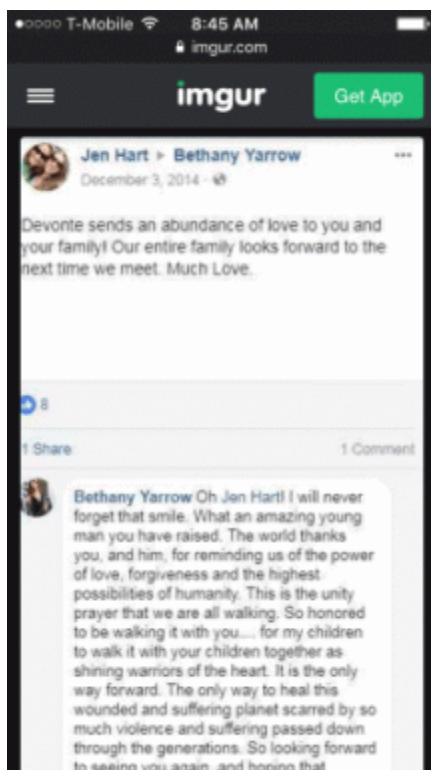 T-Mobile 8:45 AM
imgur.com
imgur Get App
Jen Hart ▸ Bethany Yarrow
December 3, 2014 ·
Devonte sends an abundance of love to you and
your family! Our entire family looks forward to the
next time we meet. Much Love.
8
1 Share 1 Comment
Bethany Yarrow Oh Jen Hart! I will never
forget that smile. What an amazing young
man you have raised. The world thanks
you, and him, for reminding us of the power
of love, forgiveness and the highest
possibilities of humanity. This is the unity
prayer that we are all walking. So honored
to be walking it with you.... for my children
to walk it with your children together as
shining warriors of the heart. It is the only
way forward. The only way to heal this
wounded and suffering planet scarred by so
much violence and suffering passed down
through the generations. So looking forward
to seeing you again, and hoping that